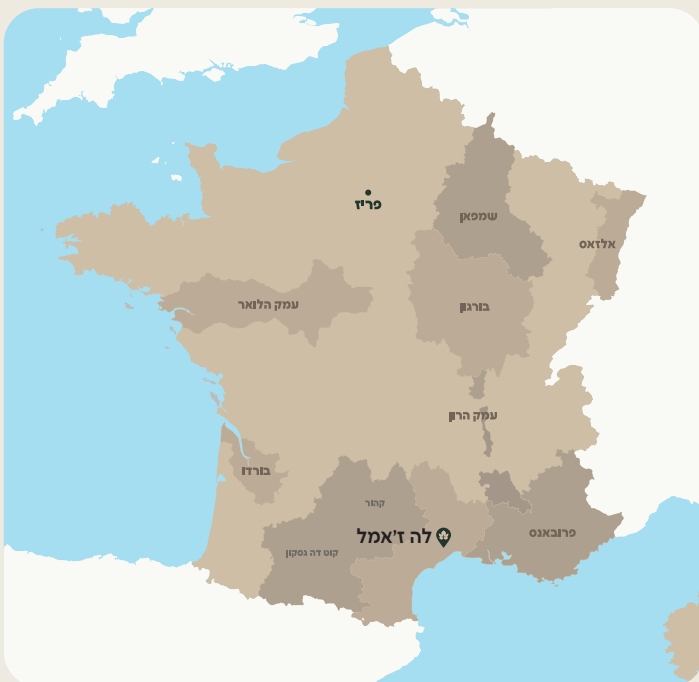 פריז
שמפאן
אלזאס
עמק הלואר
בורגון
עמק הרון
בורדו
קהור
לה ז'אמל
פרובאנס
קוט דה גסקון